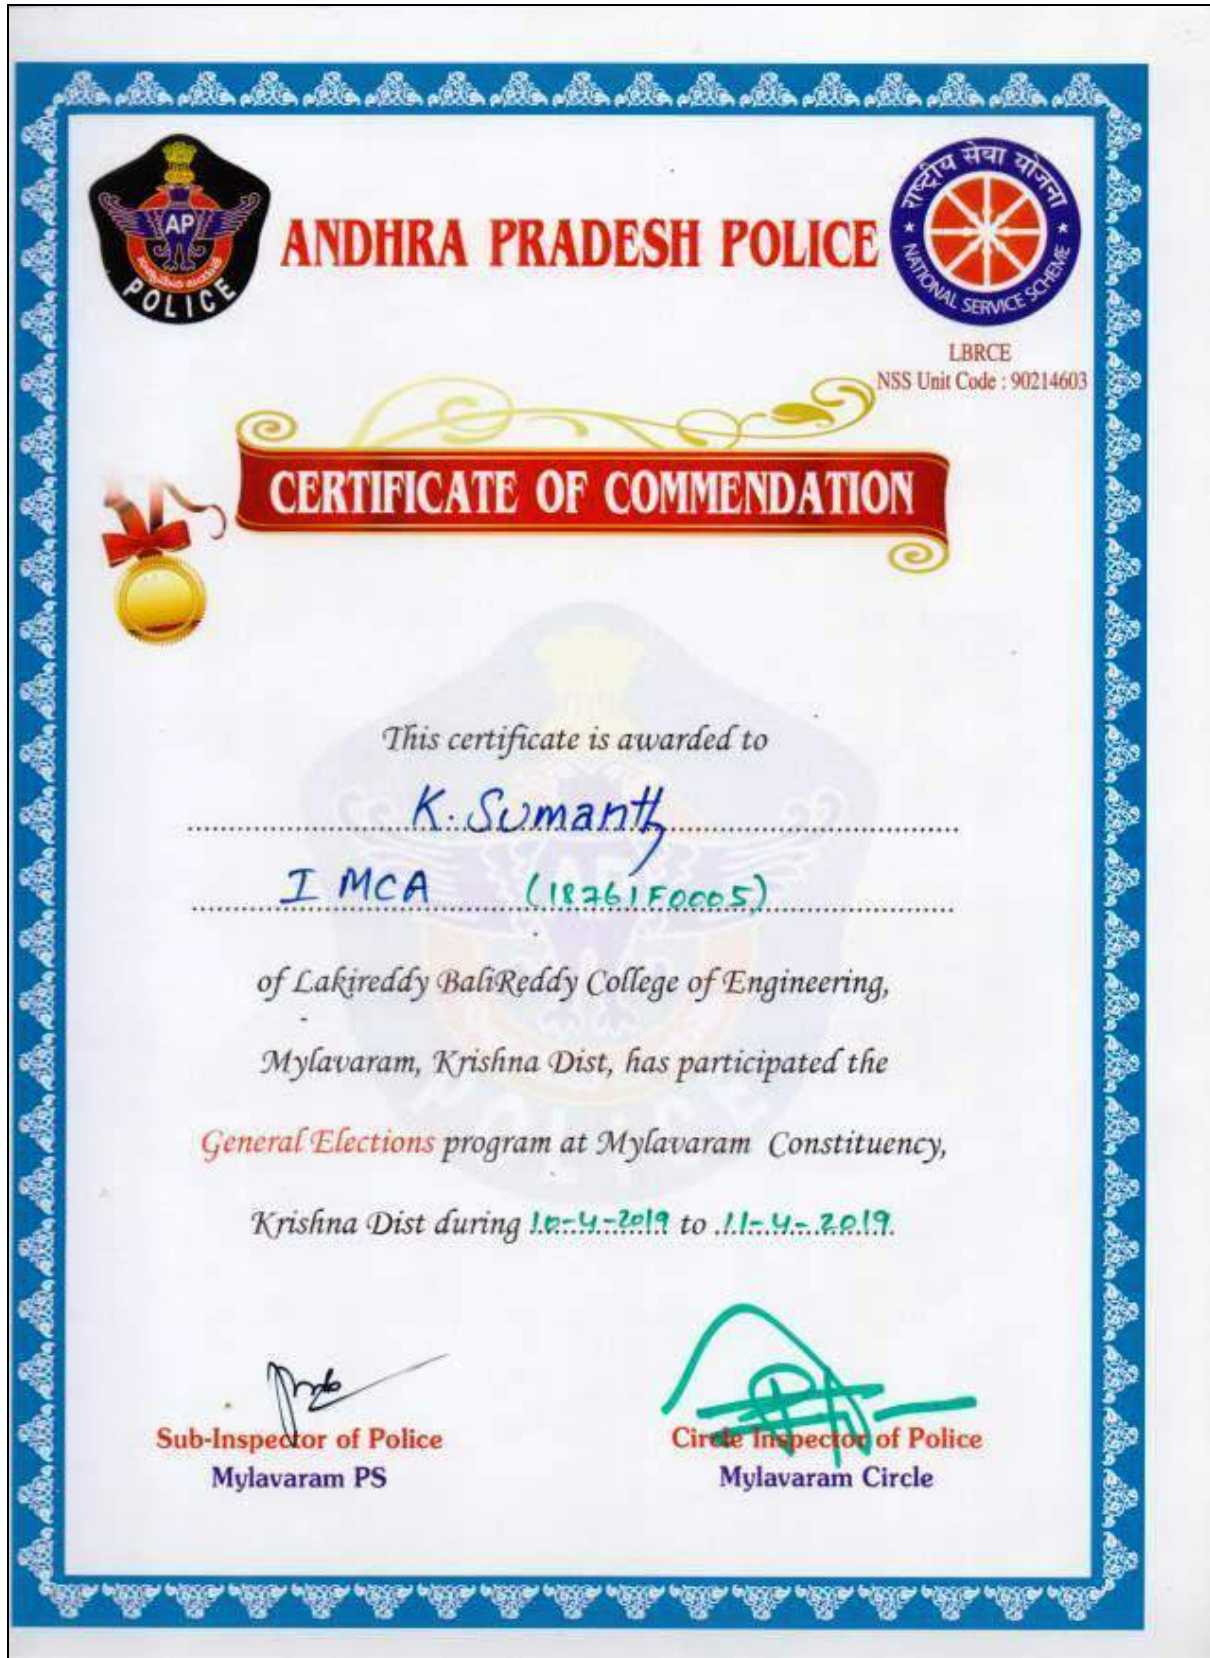 AP
POLICE
ANDHRA PRADESH POLICE
राष्ट्रीय सेवा योजना
NATIONAL SERVICE SCHEME
LBRCE
NSS Unit Code : 90214603
CERTIFICATE OF COMMENDATION
This certificate is awarded to
K. Sumanth
I MCA (18761F0005)
of Lakireddy BaliReddy College of Engineering,
Mylavaram, Krishna Dist, has participated the
General Elections program at Mylavaram Constituency,
Krishna Dist during 10-4-2019 to 11-4-2019
Sub-Inspector of Police
Mylavaram PS
Circle Inspector of Police
Mylavaram Circle